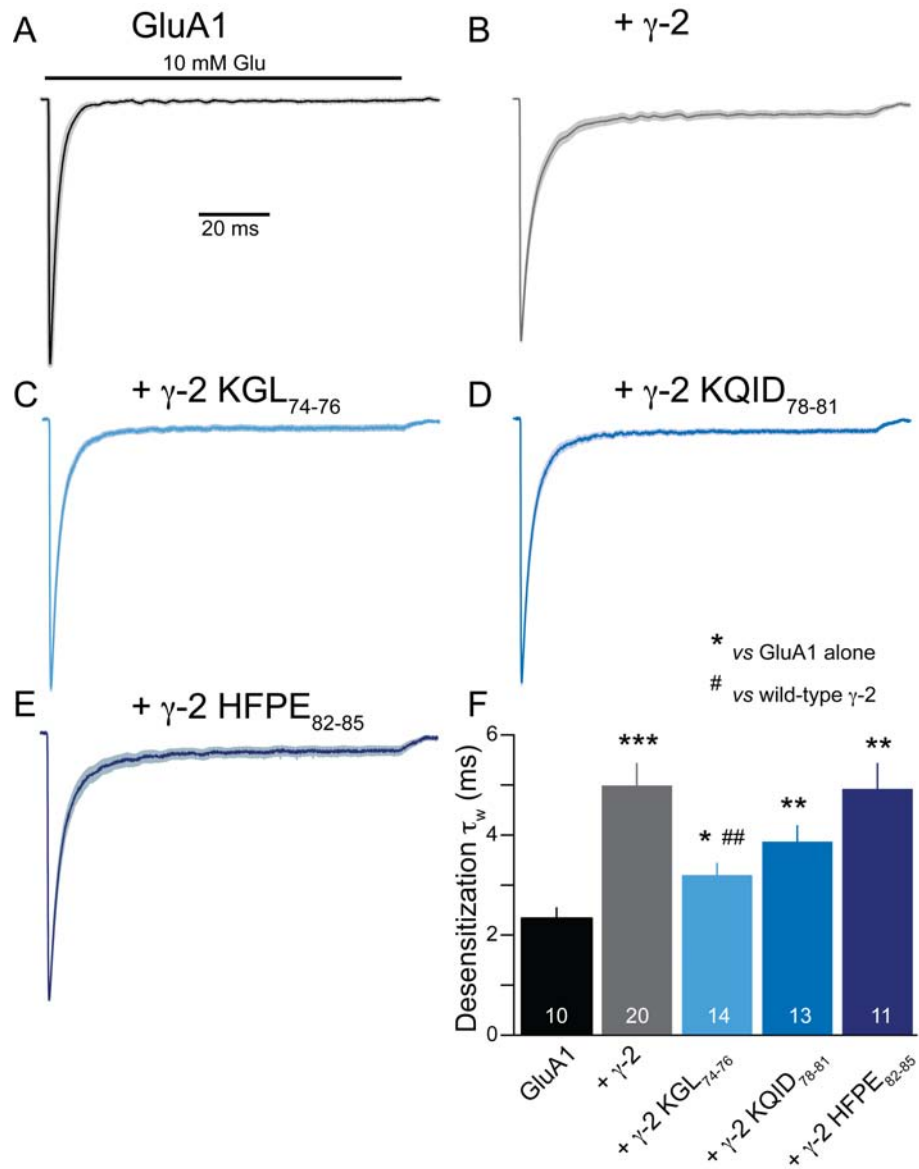 A GluA1
10 mM Glu
20 ms
B + γ-2
C + γ-2 KGL74-76
D + γ-2 KQID78-81
* vs GluA1 alone
# vs wild-type γ-2
E + γ-2 HFPE82-85
F
Desensitization τw (ms)
6
4
2
0
***
* ##
**
**
10
20
14
13
11
GluA1
+ γ-2
+ γ-2 KGL74-76
+ γ-2 KQID78-81
+ γ-2 HFPE82-85